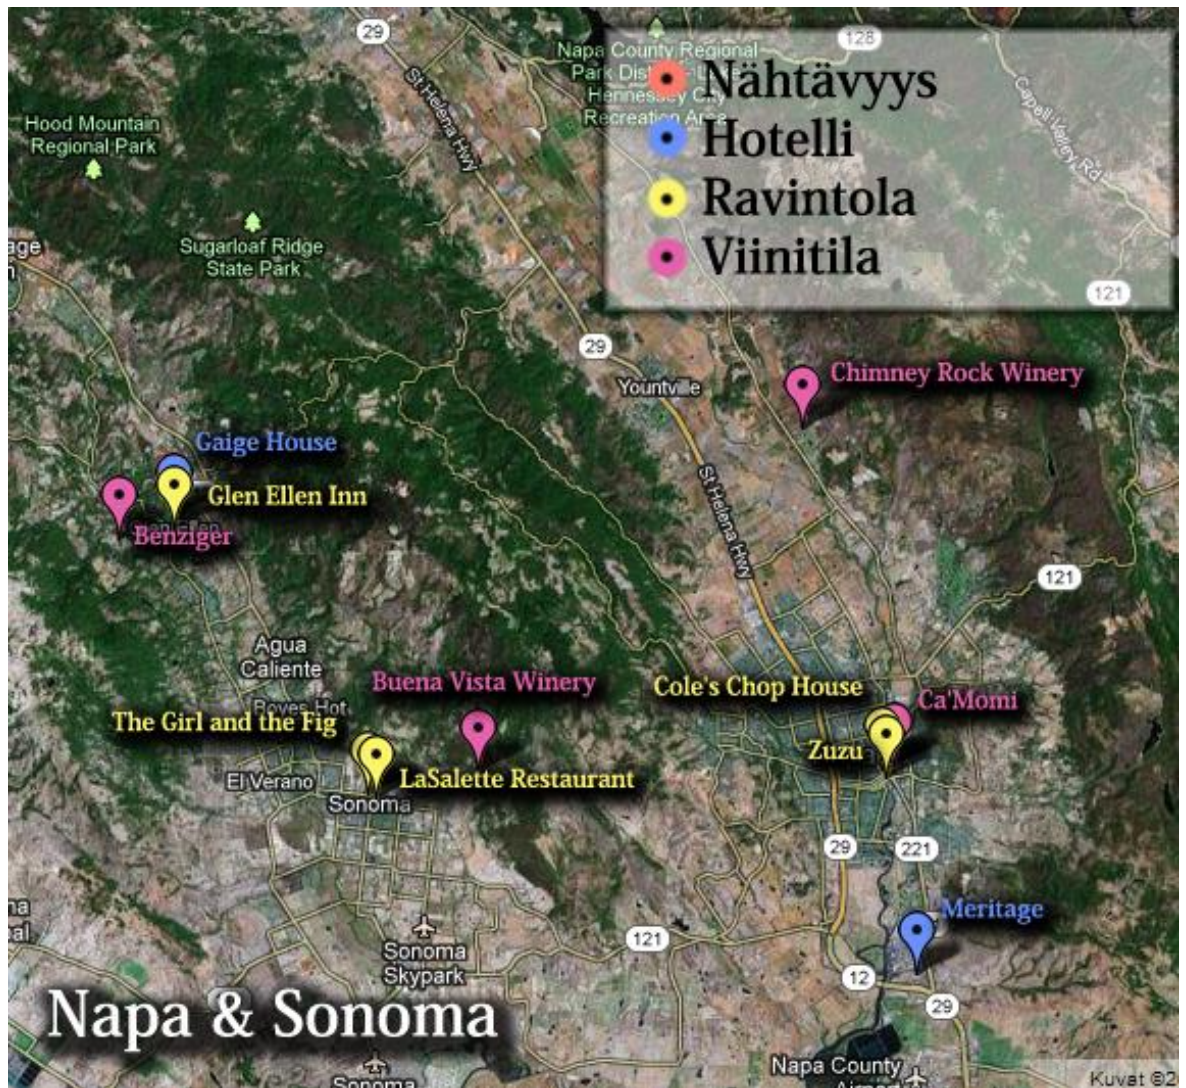 29
128
Napa County Regional
Hennessey City
Recreation Area
Nähtävyys
Hotelli
Ravintola
Viinitila
St Helena Hwy
Capell Valley Rd
Hood Mountain
Regional Park
Sugarloaf Ridge
State Park
121
29
Yountville
Chimney Rock Winery
Gaige House
Glen Ellen Inn
Benziger
St Helena Hwy
121
Agua
Caliente
Buena Vista Winery
Cole's Chop House
Ca'Momi
The Girl and the Fig
Zuzu
El Verano
LaSalette Restaurant
Sonoma
29
221
Meritage
121
Sonoma
Skypark
12
29
Napa & Sonoma
Napa County
Sonoma
Kuvat ©2